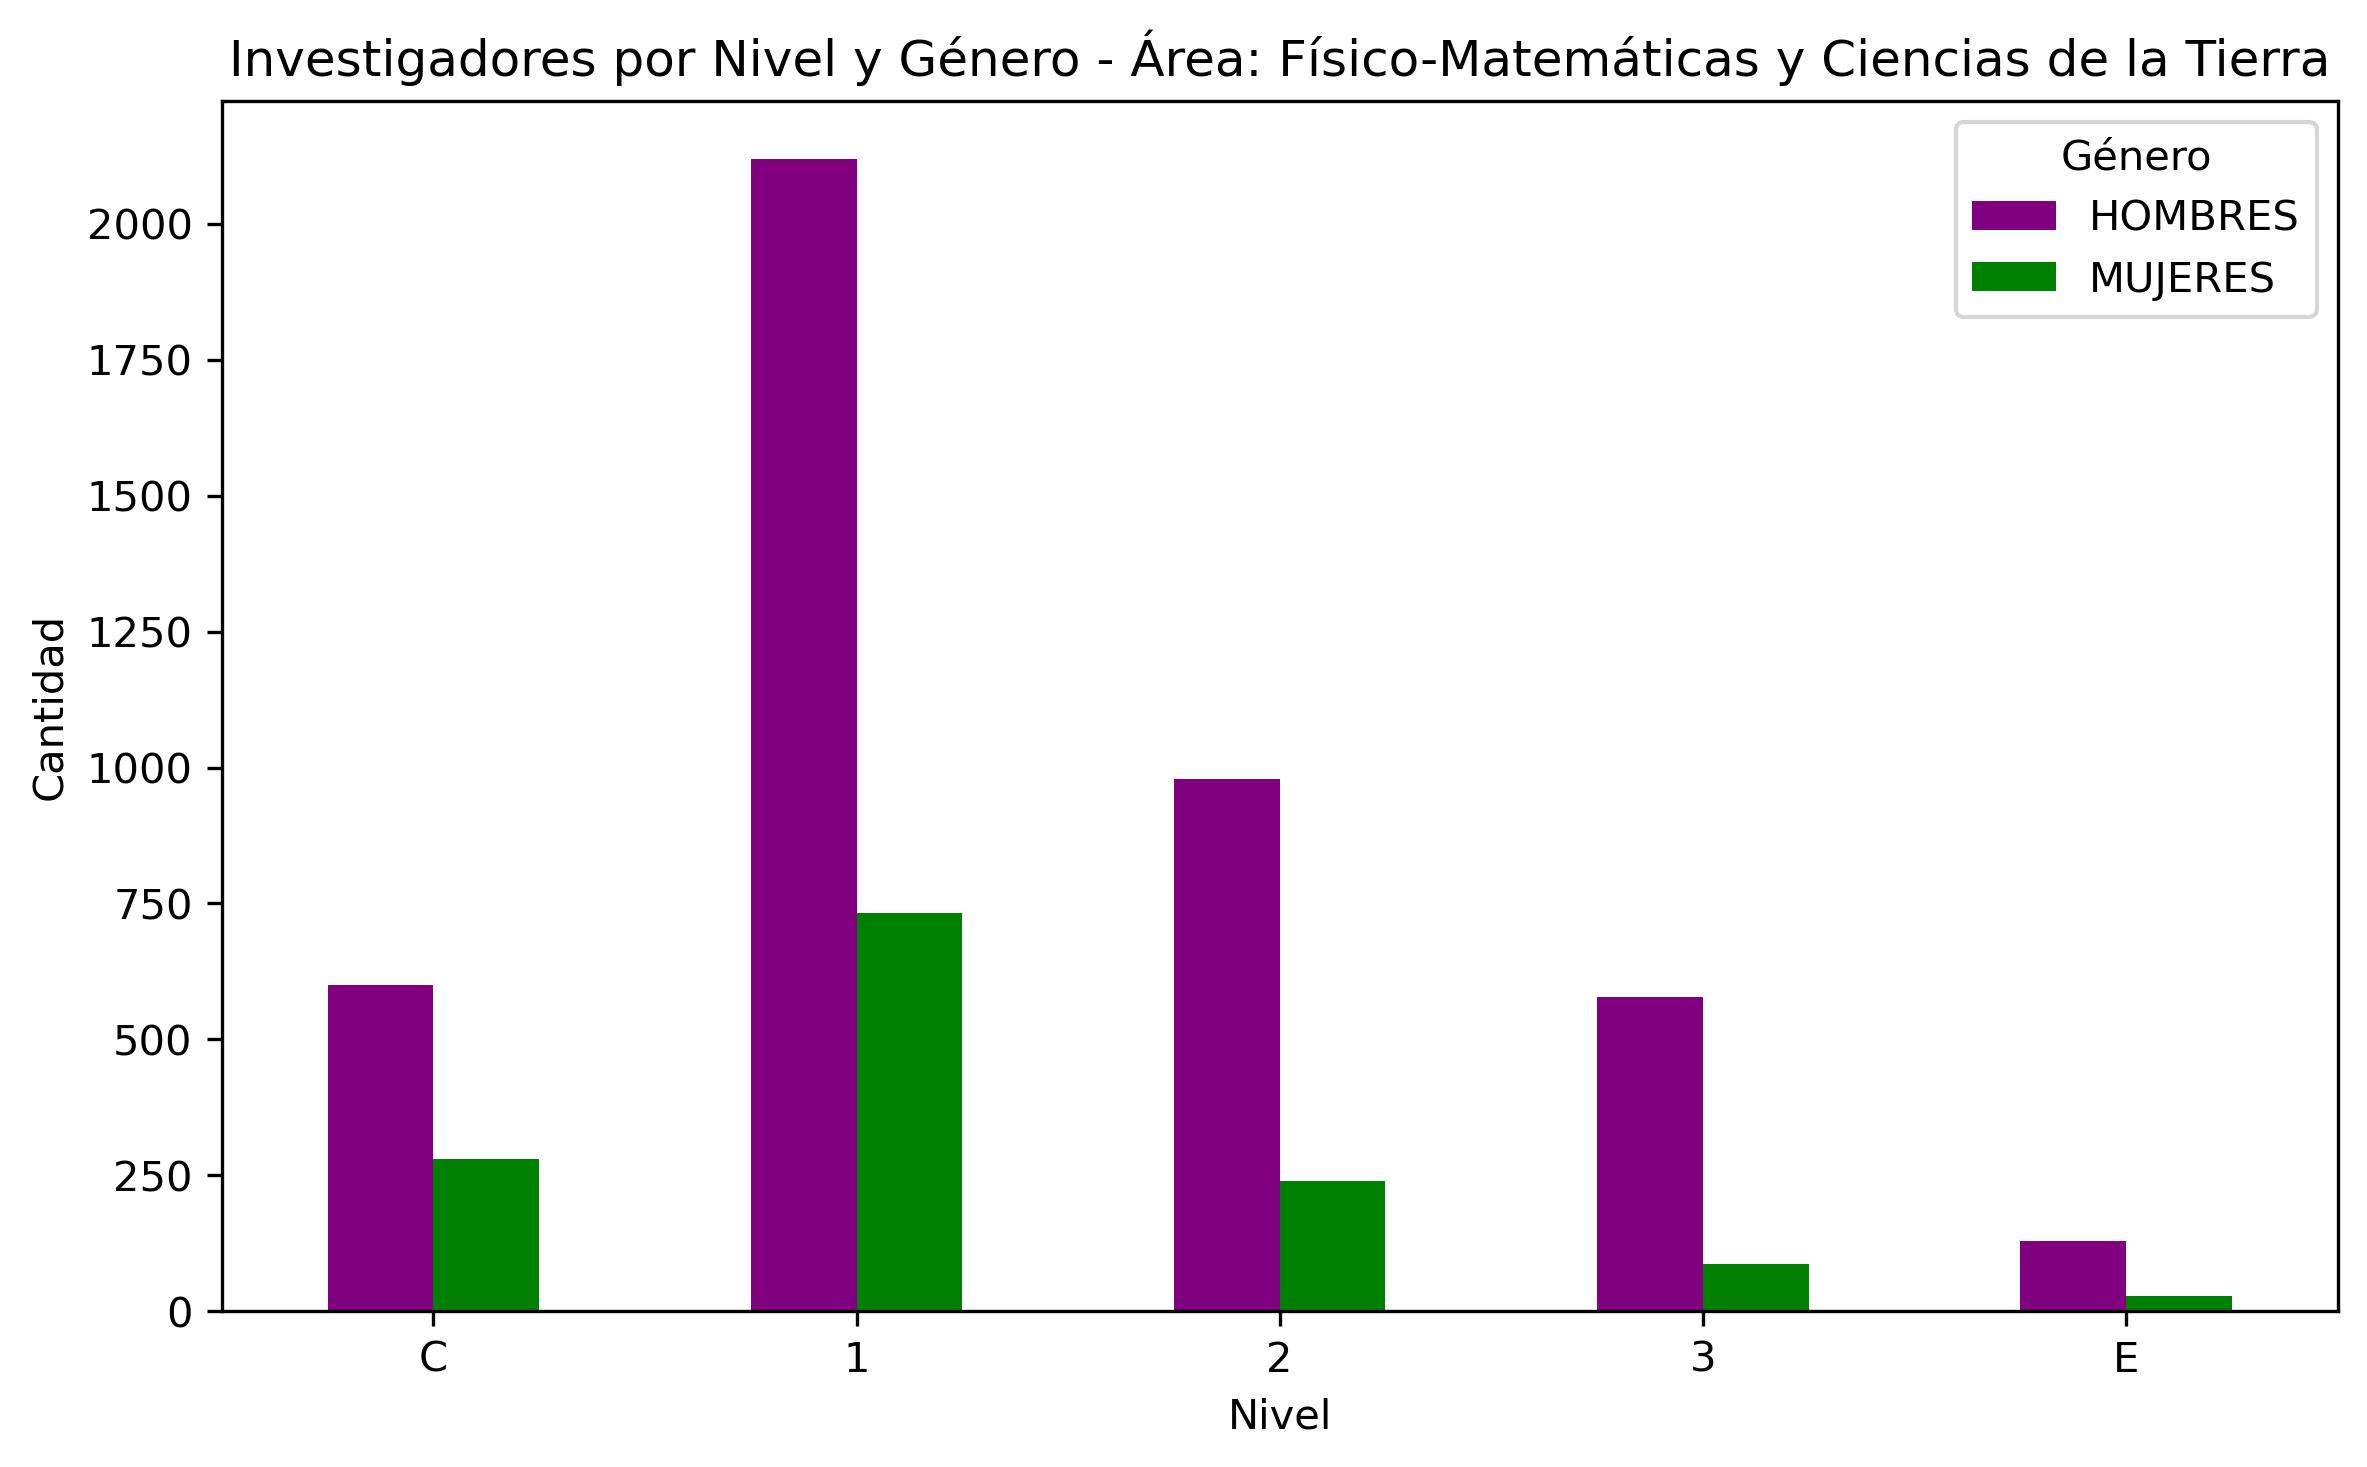 Investigadores por Nivel y Género - Área: Físico-Matemáticas y Ciencias de la Tierra
Género
HOMBRES
MUJERES
Cantidad
2000
1750
1500
1250
1000
750
500
250
0
C 1 2 3 E
Nivel